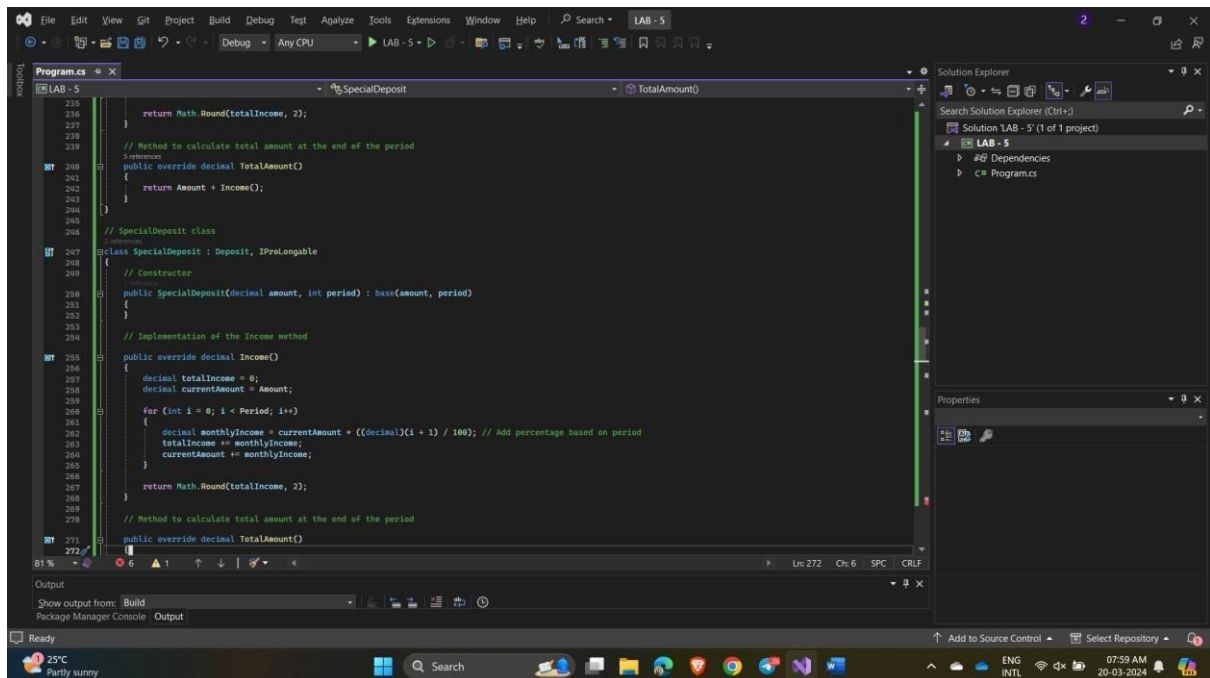 File Edit View Git Project Build Debug Test Analyze Tools Extensions Window Help Search LAB - 5 2
Debug Any CPU LAB - 5
Toolbox
Program.cs
LAB - 5 SpecialDeposit TotalAmount()
235
236 return Math.Round(totalIncome, 2);
237 }
238
239 // Method to calculate total amount at the end of the period
5 references
240 public override decimal TotalAmount()
241 {
242 return Amount + Income();
243 }
244 }
245
246 // SpecialDeposit class
2 references
247 class SpecialDeposit : Deposit, IProLongable
248 {
249 // Constructor
1 reference
250 public SpecialDeposit(decimal amount, int period) : base(amount, period)
251 {
252 }
253
254 // Implementation of the Income method
255 public override decimal Income()
256 {
257 decimal totalIncome = 0;
258 decimal currentAmount = Amount;
259
260 for (int i = 0; i < Period; i++)
261 {
262 decimal monthlyIncome = currentAmount * ((decimal)(i + 1) / 100); // Add percentage based on period
263 totalIncome += monthlyIncome;
264 currentAmount += monthlyIncome;
265 }
266
267 return Math.Round(totalIncome, 2);
268 }
269
270 // Method to calculate total amount at the end of the period
271 public override decimal TotalAmount()
272 {
81 % 6 1 Ln: 272 Ch: 6 SPC CRLF
Output
Show output from: Build
Package Manager Console Output
Solution Explorer
Search Solution Explorer (Ctrl+;)
Solution 'LAB - 5' (1 of 1 project)
LAB - 5
Dependencies
C# Program.cs
Properties
Ready Add to Source Control Select Repository
1 25°C
Partly sunny
Search
ENG
INTL
07:59 AM
20-03-2024